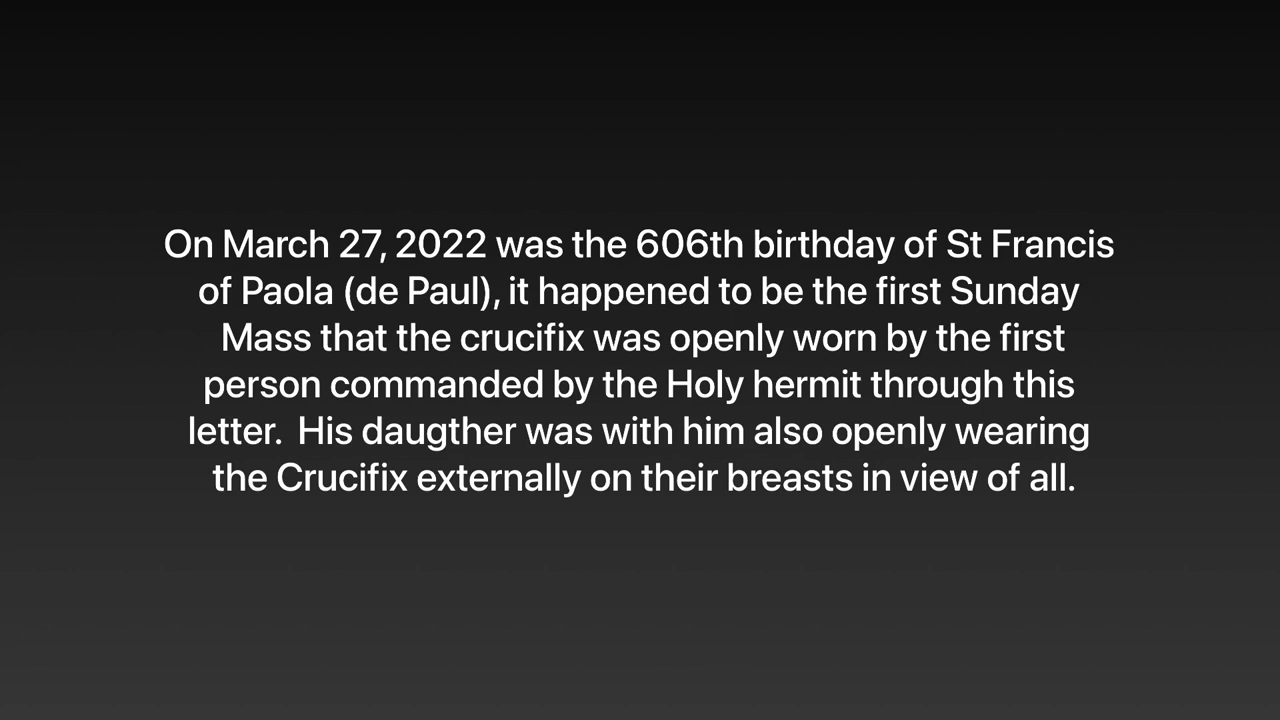 On March 27, 2022 was the 606th birthday of St Francis
of Paola (de Paul), it happened to be the first Sunday
Mass that the crucifix was openly worn by the first
person commanded by the Holy hermit through this
letter.  His daugther was with him also openly wearing
the Crucifix externally on their breasts in view of all.